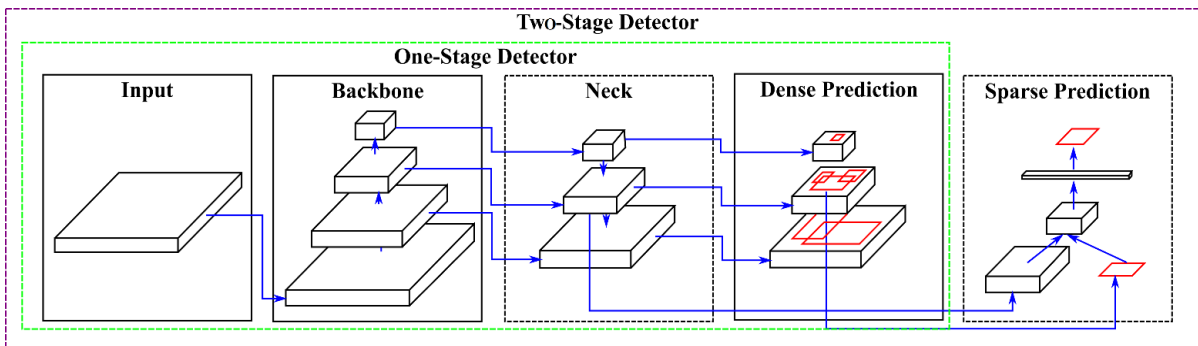 Two-Stage Detector
One-Stage Detector
Input
Backbone
Neck
Dense Prediction
Sparse Prediction